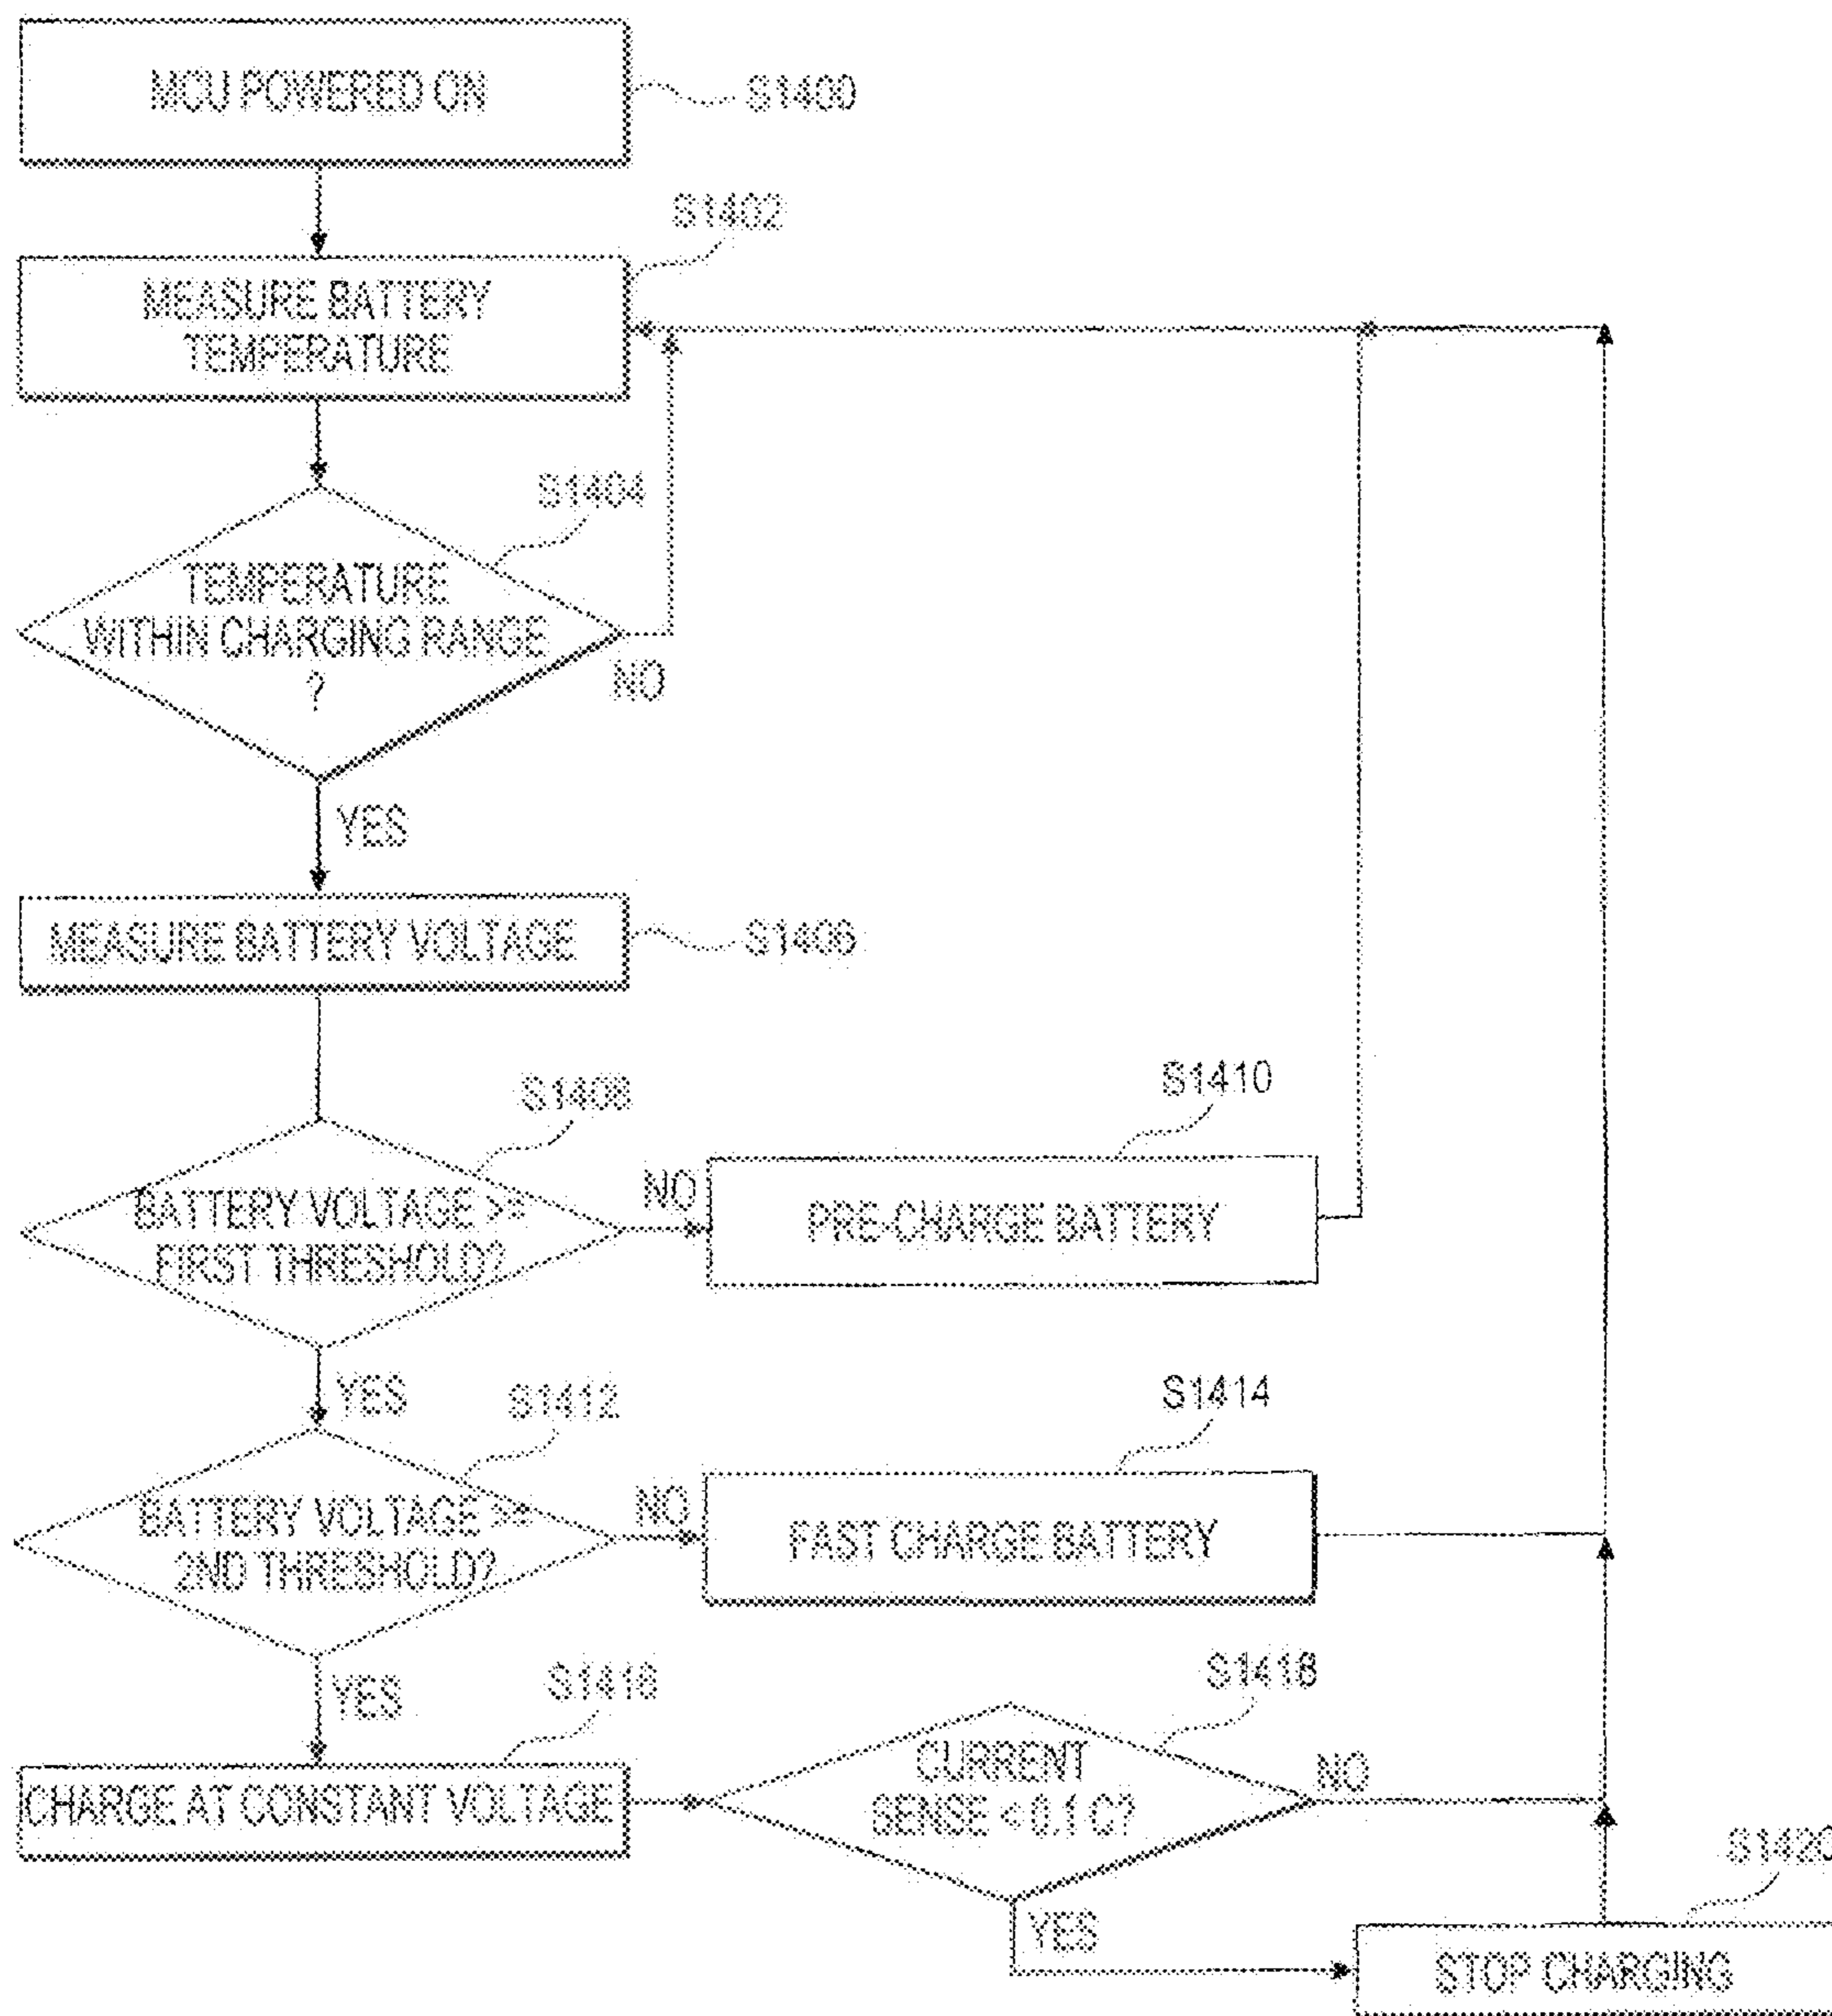 MCU POWERED ON
S1400
S1402
MEASURE BATTERY
TEMPERATURE
S1404
TEMPERATURE
WITHIN CHARGING RANGE
?
NO
YES
MEASURE BATTERY VOLTAGE
S1406
S1408
BATTERY VOLTAGE >=
FIRST THRESHOLD?
NO
S1410
PRE-CHARGE BATTERY
YES
S1412
BATTERY VOLTAGE >=
2ND THRESHOLD?
NO
S1414
FAST CHARGE BATTERY
YES
S1416
CHARGE AT CONSTANT VOLTAGE
S1418
CURRENT
SENSE < 0.1 C?
NO
YES
S1420
STOP CHARGING